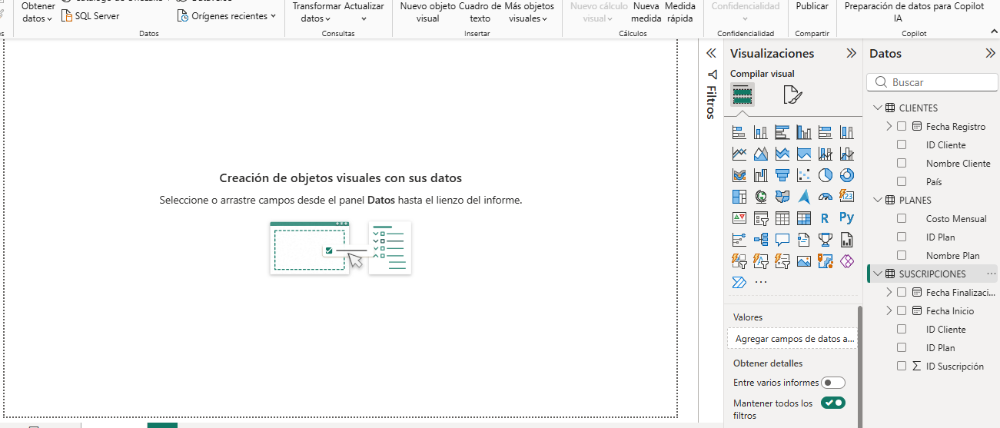 Obtener datos
SQL Server
Orígenes recientes
Datos
Transformar datos
Actualizar
Consultas
Nuevo objeto visual
Cuadro de texto
Más objetos visuales
Insertar
Nuevo cálculo visual
Nueva medida
Medida rápida
Cálculos
Confidencialidad
Confidencialidad
Publicar
Compartir
Preparación de datos para Copilot IA
Copilot
Creación de objetos visuales con sus datos
Seleccione o arrastre campos desde el panel Datos hasta el lienzo del informe.
Filtros
Visualizaciones
Compilar visual
123
R
Py
Valores
Agregar campos de datos a...
Obtener detalles
Entre varios informes
Mantener todos los
filtros
Datos
Buscar
CLIENTES
Fecha Registro
ID Cliente
Nombre Cliente
País
PLANES
Costo Mensual
ID Plan
Nombre Plan
SUSCRIPCIONES
Fecha Finalizaci...
Fecha Inicio
ID Cliente
ID Plan
ID Suscripción